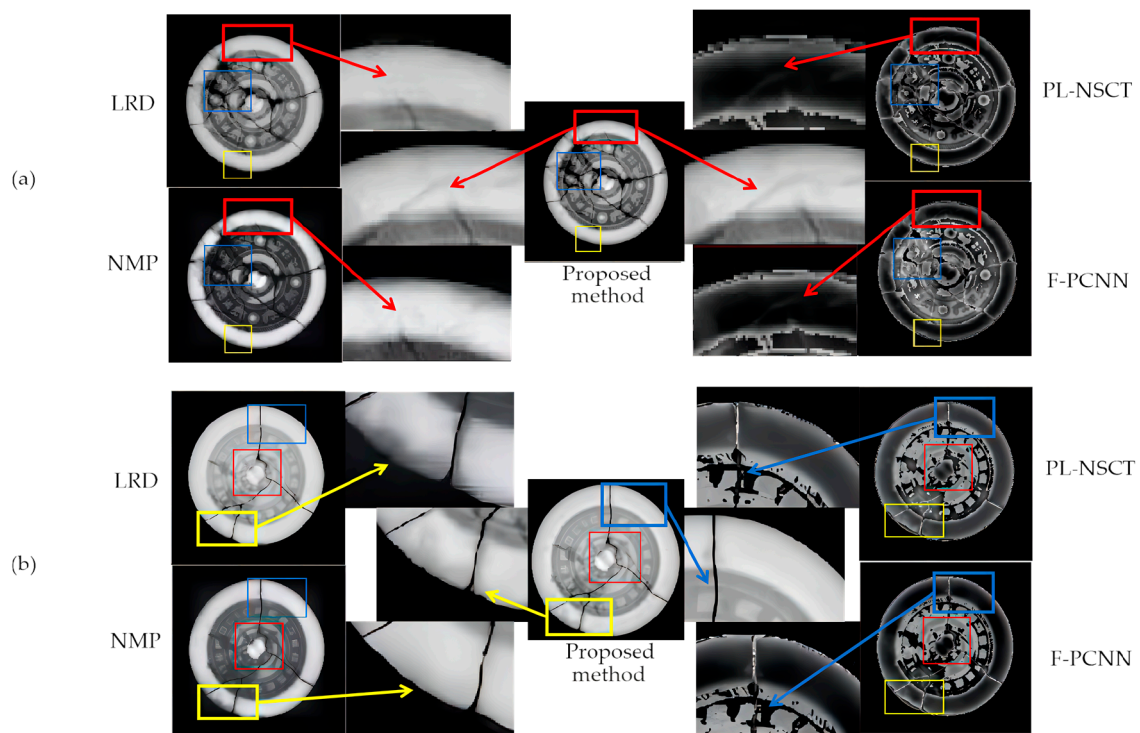 LRD
PL-NSCT
(a)
NMP
Proposed
method
F-PCNN
LRD
PL-NSCT
(b)
NMP
Proposed
method
F-PCNN